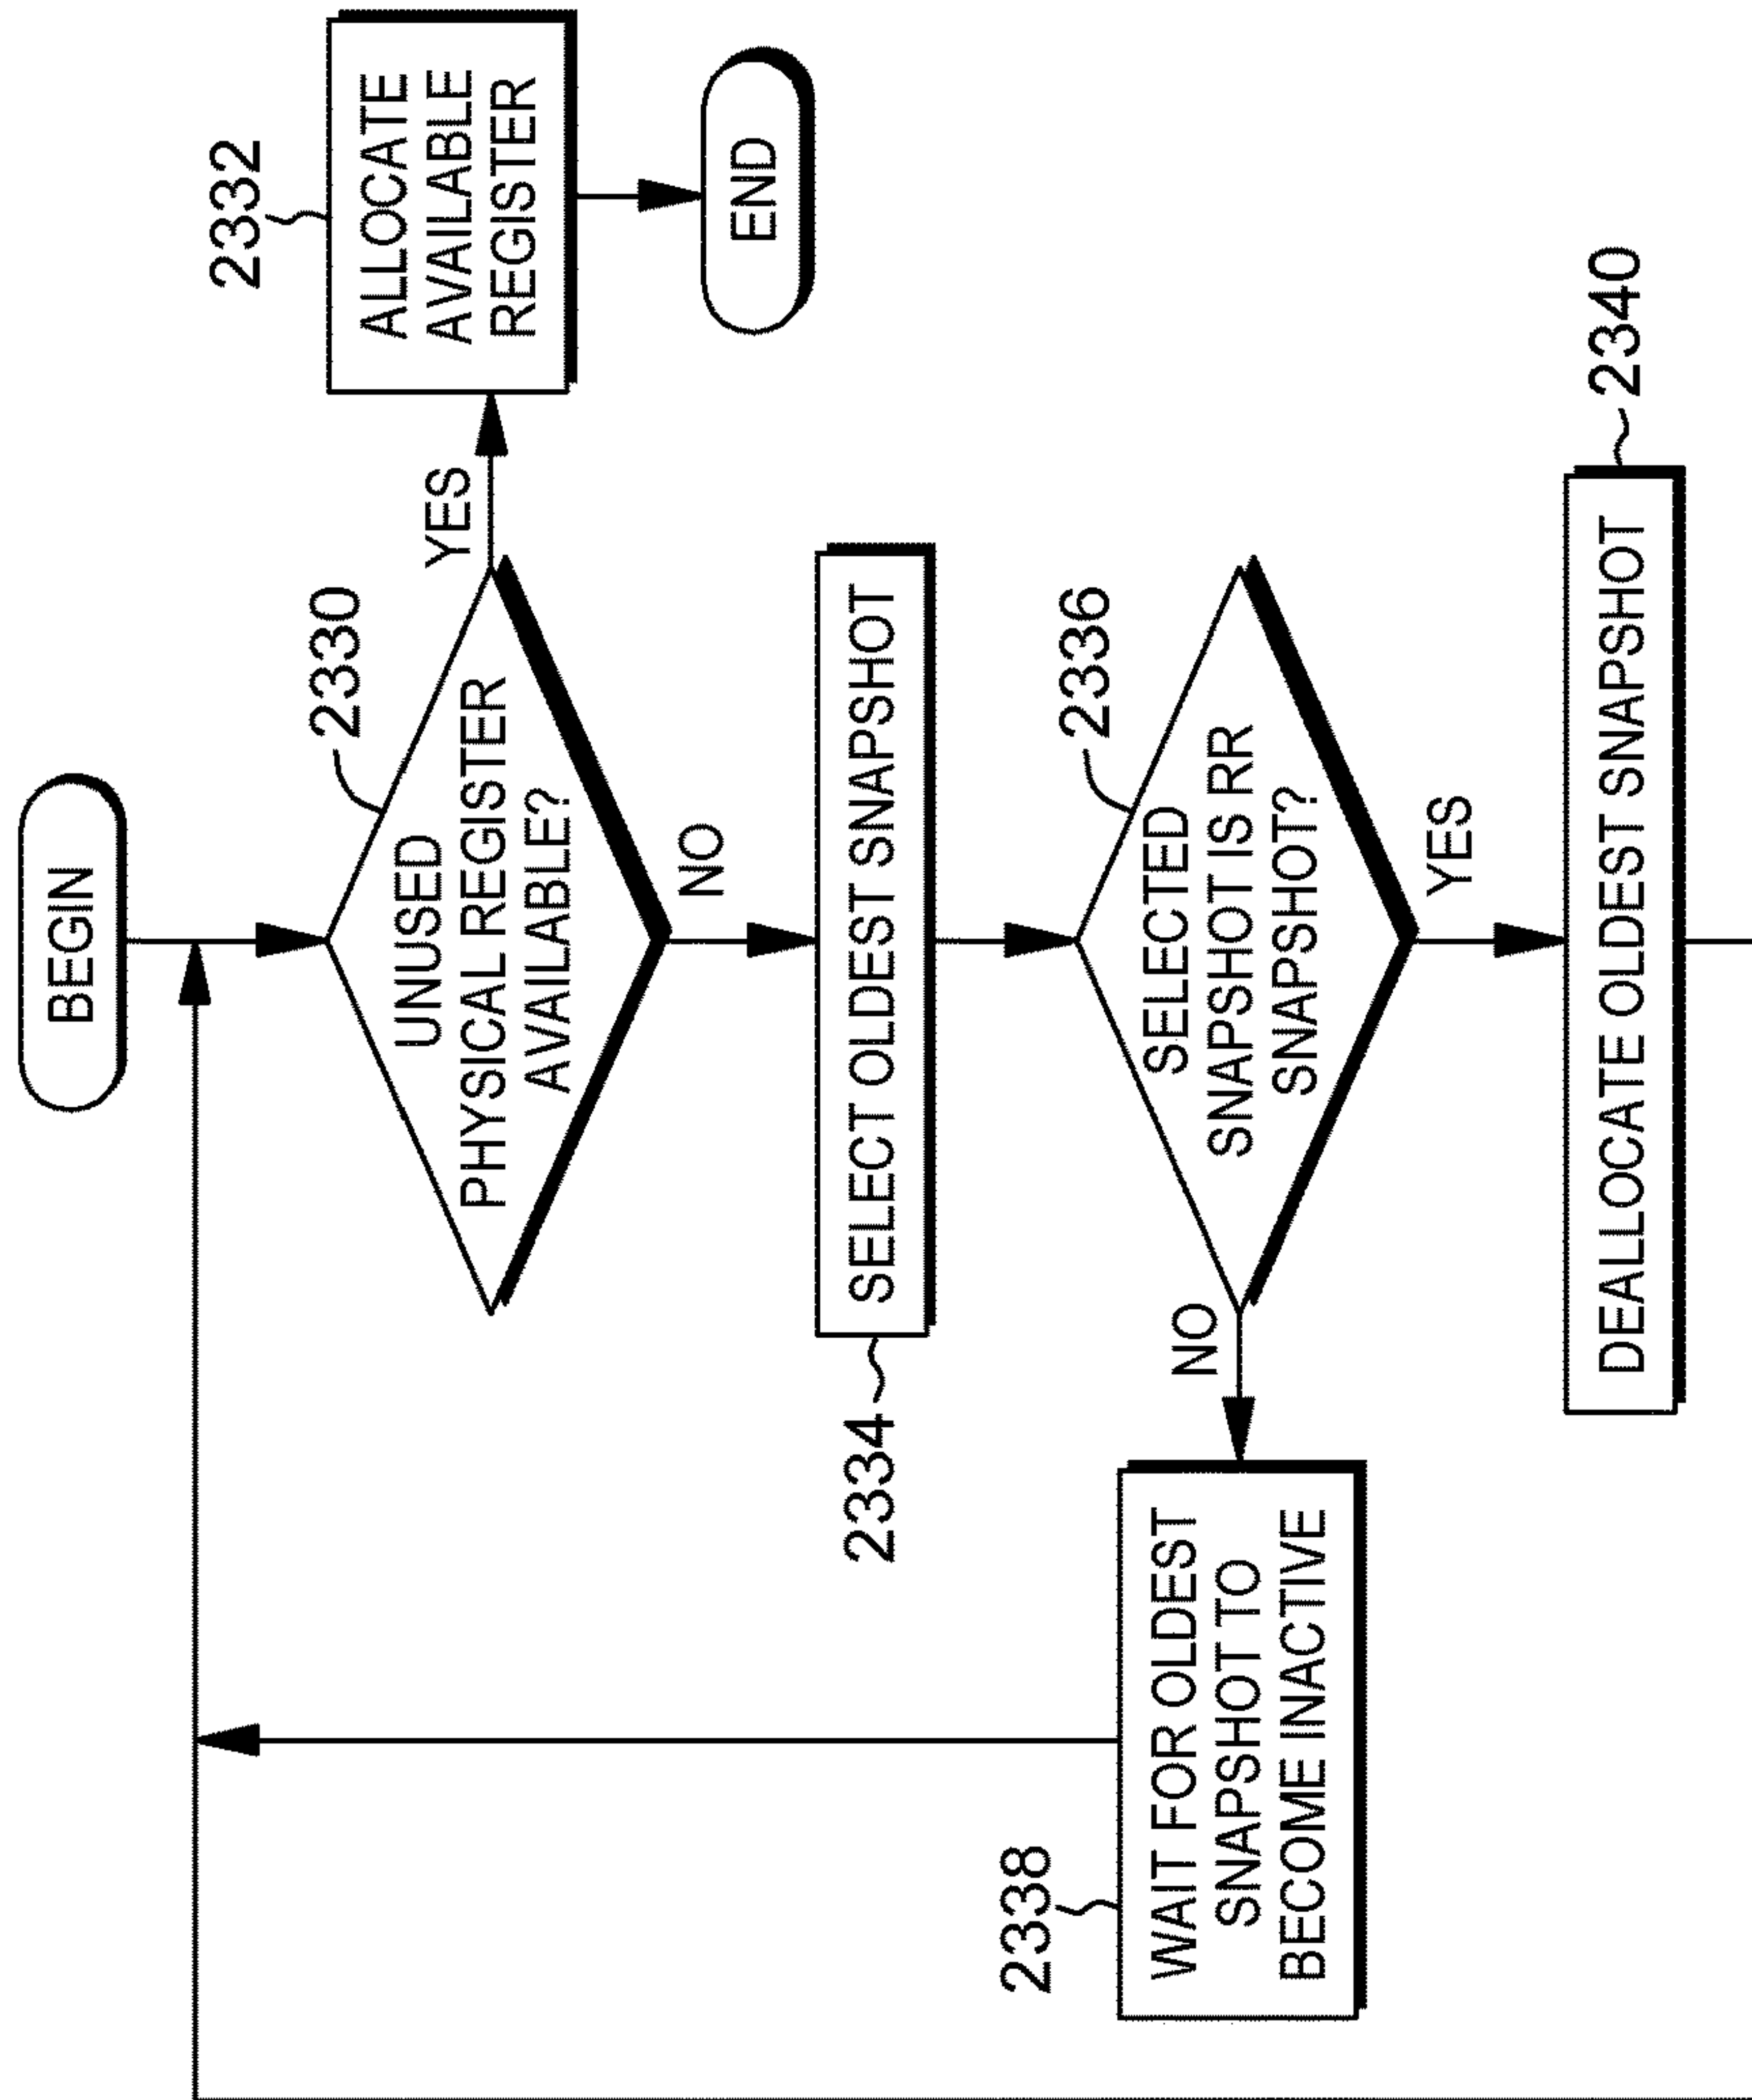 BEGIN
2330
UNUSED
PHYSICAL REGISTER
AVAILABLE?
YES
2332
ALLOCATE
AVAILABLE
REGISTER
END
NO
2334
SELECT OLDEST SNAPSHOT
2336
SELECTED
SNAPSHOT IS RR
SNAPSHOT?
NO
2338
WAIT FOR OLDEST
SNAPSHOT TO
BECOME INACTIVE
YES
2340
DEALLOCATE OLDEST SNAPSHOT